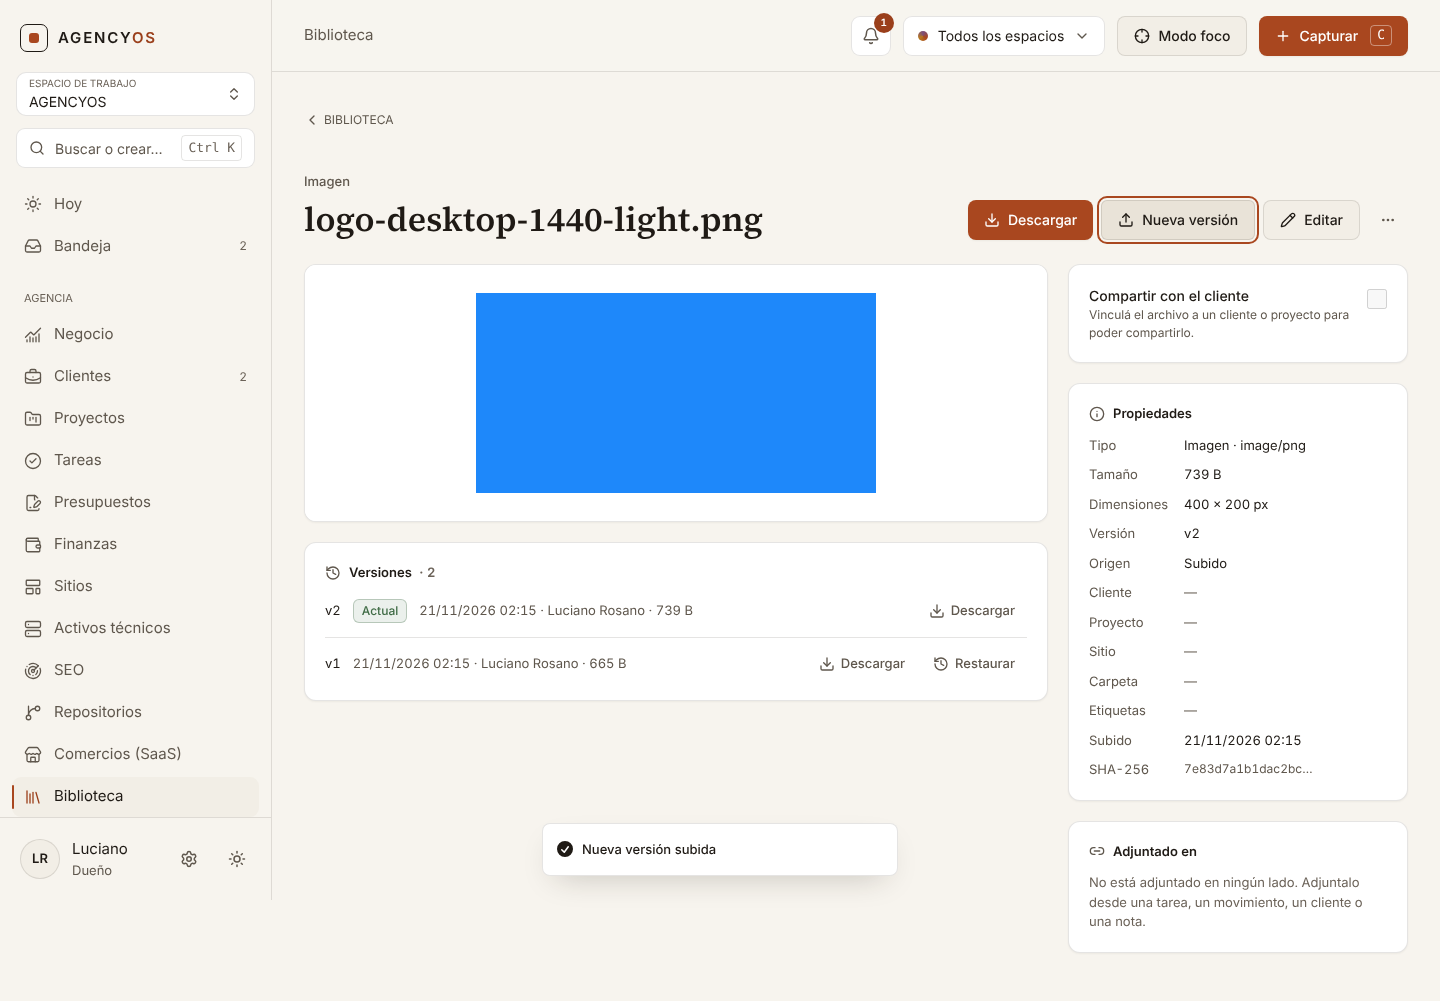 AGENCYOS
ESPACIO DE TRABAJO
AGENCYOS
Buscar o crear...
Ctrl K
Hoy
Bandeja 2
AGENCIA
Negocio
Clientes 2
Proyectos
Tareas
Presupuestos
Finanzas
Sitios
Activos técnicos
SEO
Repositorios
Comercios (SaaS)
Biblioteca
LR
Luciano
Dueño
Biblioteca
1
Todos los espacios
Modo foco
Capturar C
BIBLIOTECA
Imagen
logo-desktop-1440-light.png
Descargar
Nueva versión
Editar
Versiones · 2
v2 Actual 21/11/2026 02:15 · Luciano Rosano · 739 B Descargar
v1 21/11/2026 02:15 · Luciano Rosano · 665 B Descargar Restaurar
Compartir con el cliente
Vinculá el archivo a un cliente o proyecto para
poder compartirlo.
Propiedades
Tipo Imagen · image/png
Tamaño 739 B
Dimensiones 400 × 200 px
Versión v2
Origen Subido
Cliente —
Proyecto —
Sitio —
Carpeta —
Etiquetas —
Subido 21/11/2026 02:15
SHA-256 7e83d7a1b1dac2bc…
Adjuntado en
No está adjuntado en ningún lado. Adjuntalo
desde una tarea, un movimiento, un cliente o
una nota.
Nueva versión subida